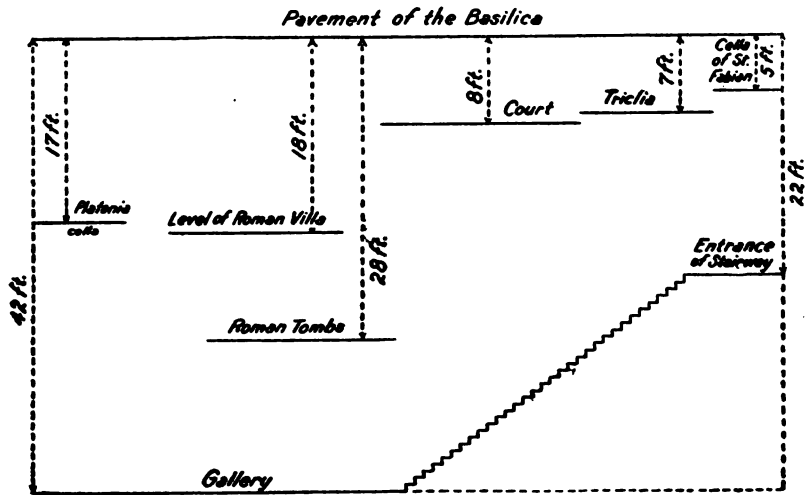 Pavement of the Basilica
Cella
of St.
Fabian
5 ft.
7 ft.
8 ft.
Triclia
Court
17 ft.
18 ft.
22 ft.
Platonia
cella
Level of Roman Villa
28 ft.
Entrance
of Stairway
42 ft.
Roman Tombs
Gallery